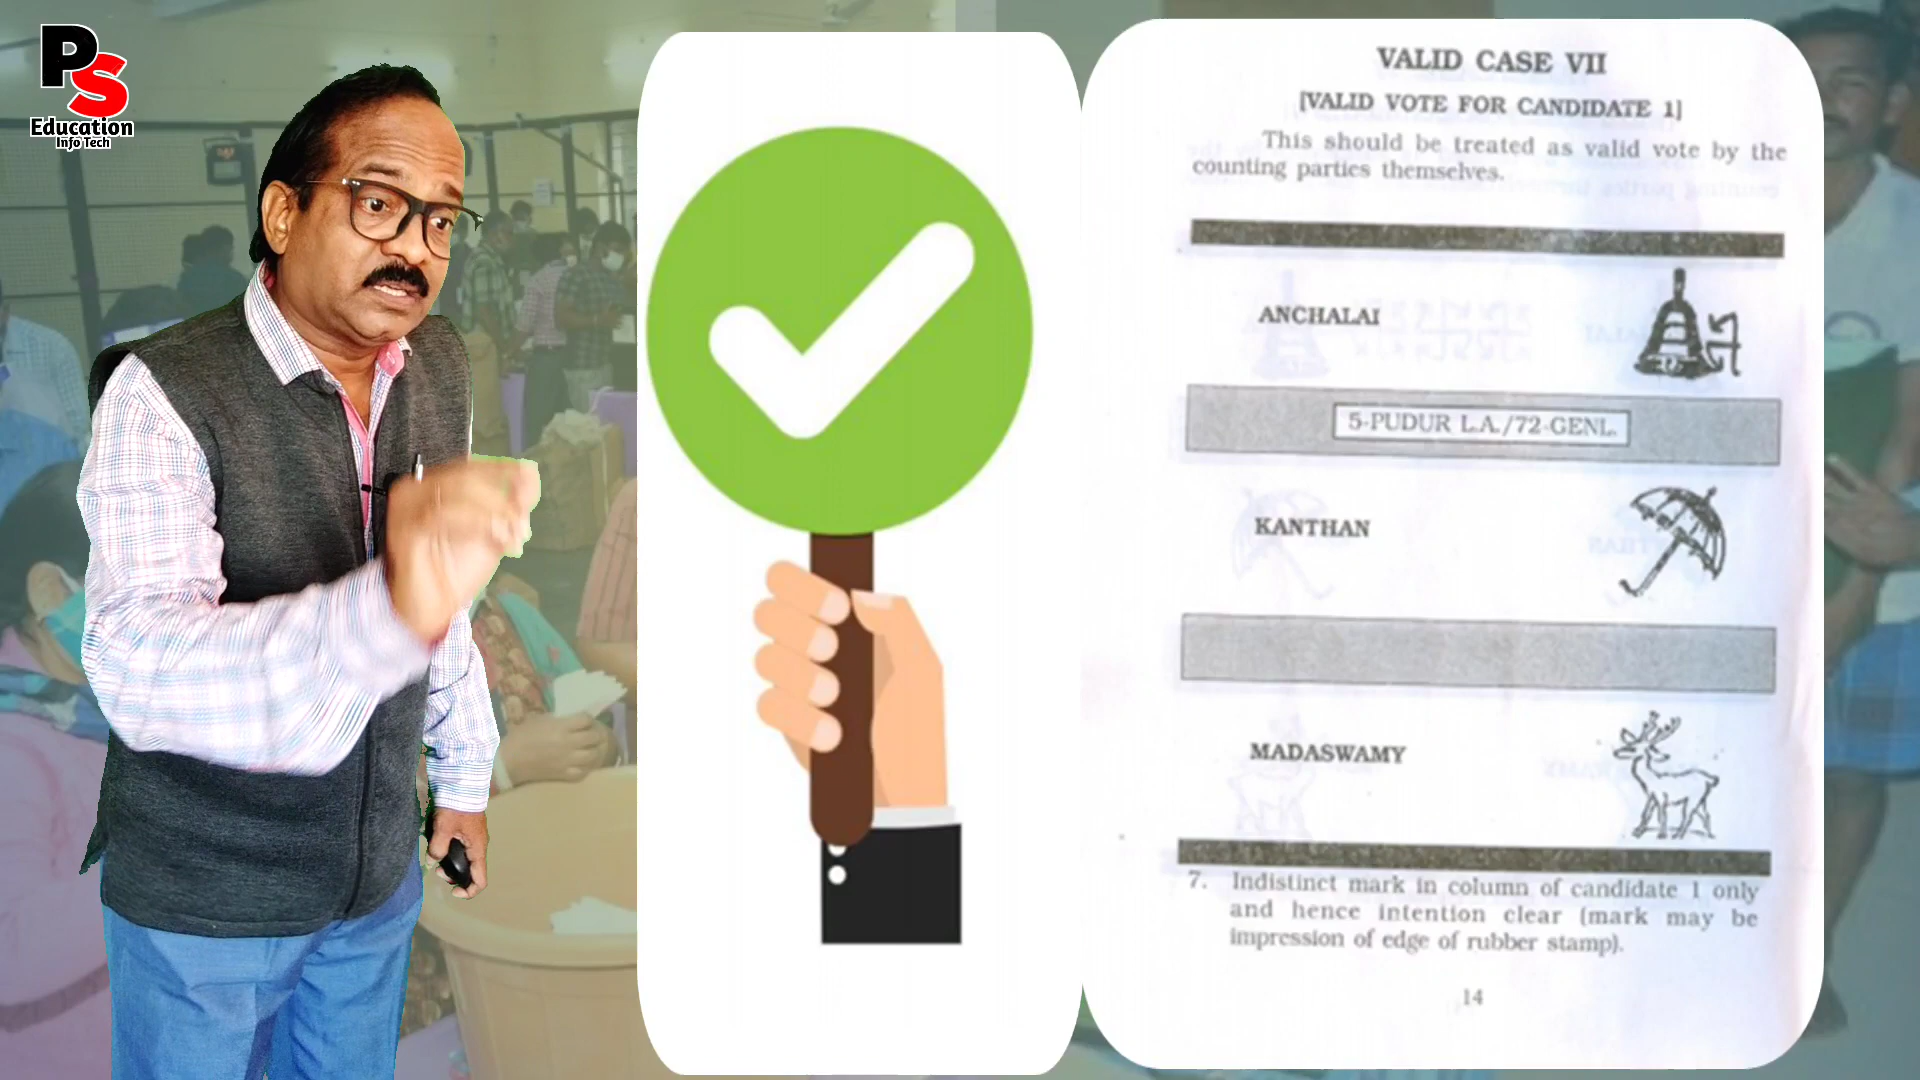 PS
Education
Info Tech
VALID CASE VII
[VALID VOTE FOR CANDIDATE 1]
This should be treated as valid vote by the
counting parties themselves.
ANCHALAI
5-PUDUR L.A./72-GENL.
KANTHAN
MADASWAMY
7. Indistinct mark in column of candidate 1 only
and hence intention clear (mark may be
impression of edge of rubber stamp).
14